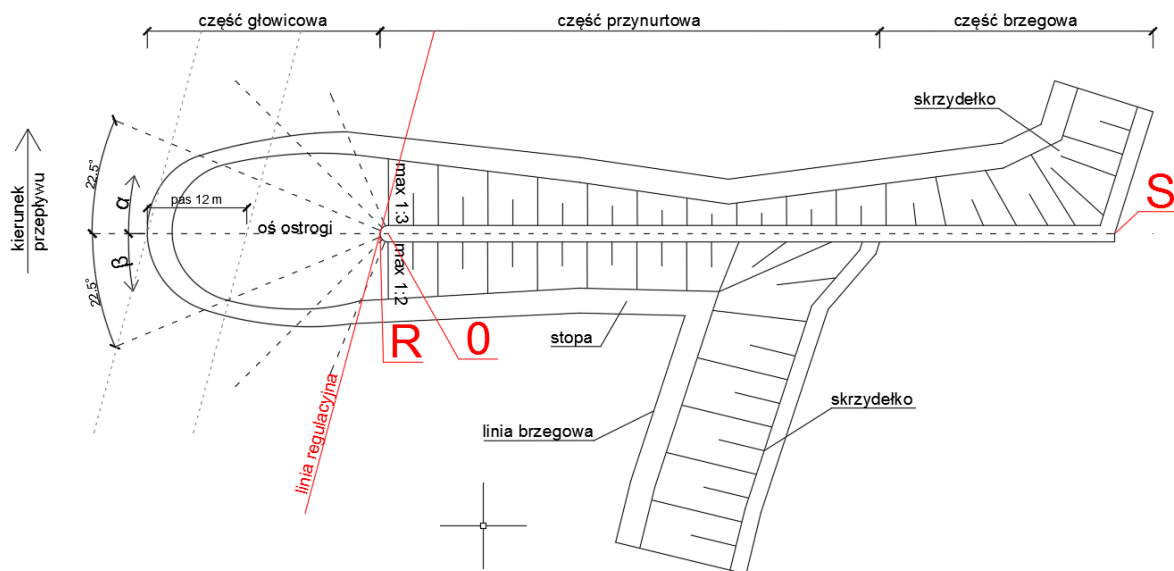 część głowicowa
część przynurtowa
część brzegowa
skrzydełko
S
kierunek
przepływu
22,5°
α
pas 12 m
oś ostrogi
max 1:3
β
22,5°
max 1:2
R
0
stopa
linia regulacyjna
linia brzegowa
skrzydełko